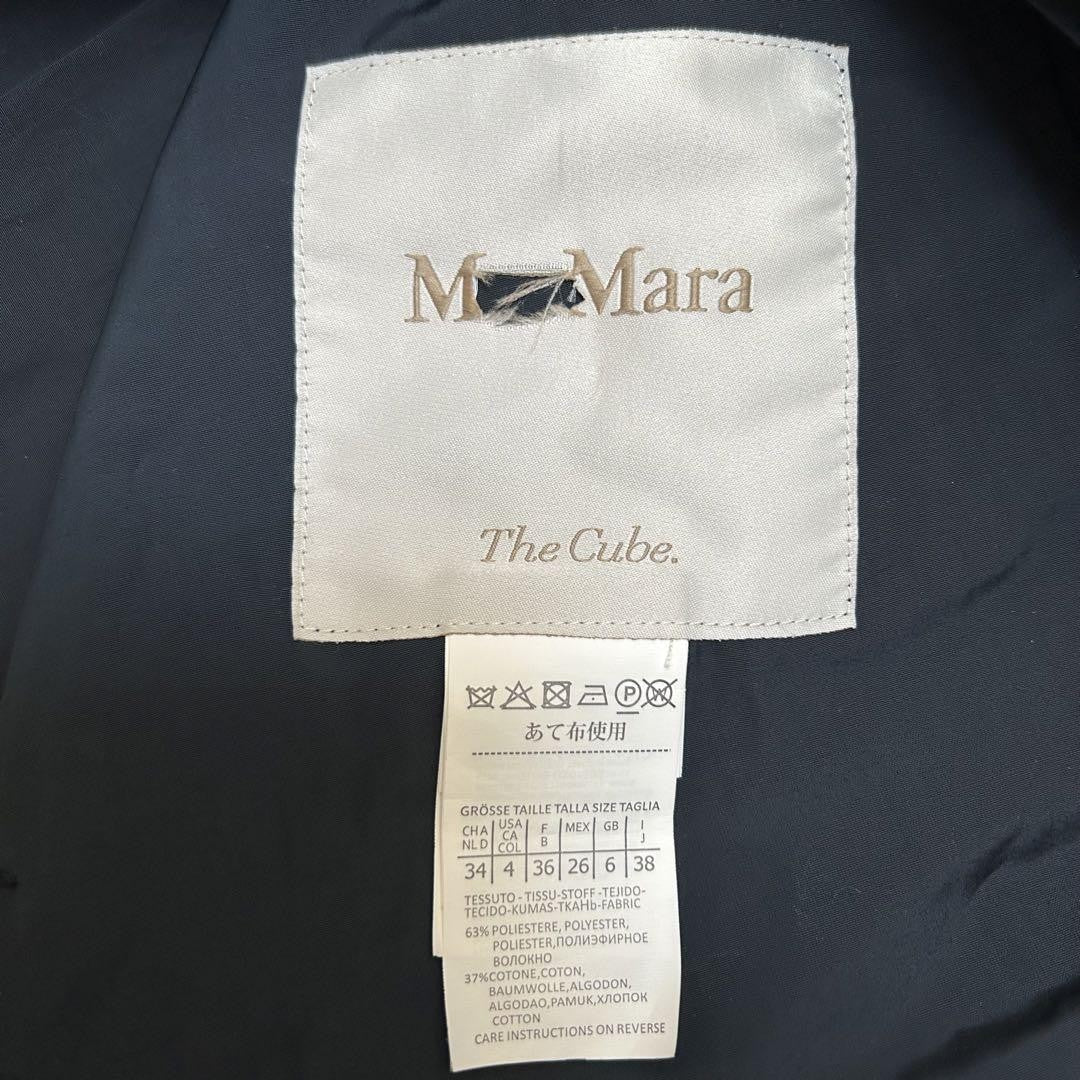 M Mara
The Cube.
P W
あて布使用
GRÖSSE TAILLE TALLA SIZE TAGLIA
CHA NLD USA CA COL F B MEX GB I J
34 4 36 26 6 38
TESSUTO - TISSU-STOFF -TEJIDO-
TECIDO-KUMAS-TKAHb-FABRIC
63% POLIESTERE, POLYESTER,
POLIESTER,ПОЛИЭФИРНОЕ
ВОЛОКНО
37%COTONE,COTON,
BAUMWOLLE,ALGODON,
ALGODAO,PAMUK,ХЛОПОК
COTTON
CARE INSTRUCTIONS ON REVERSE